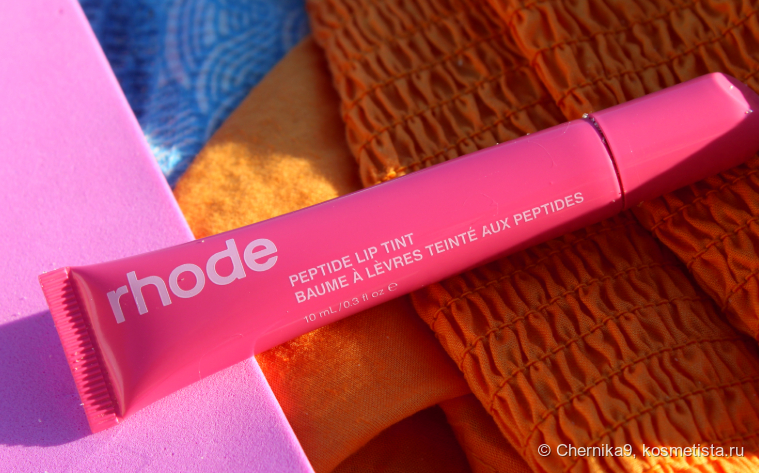 rhode
PEPTIDE LIP TINT
BAUME À LÈVRES TEINTÉ AUX PEPTIDES
10 mL/0.3 fl oz ℮
© Chernika9, kosmetista.ru